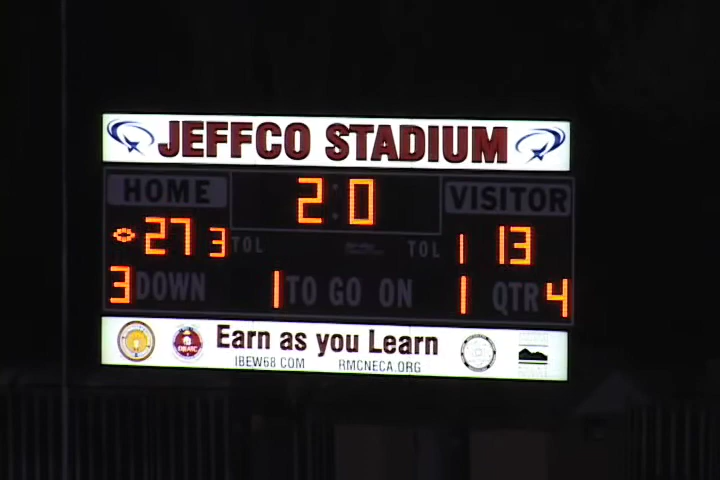 JEFFCO STADIUM
HOME 2:0 VISITOR
27 3 TOL TOL 1 13
3 DOWN 1 TO GO ON 1 QTR 4
Earn as you Learn
IBEW68.COM RMCNECA.ORG